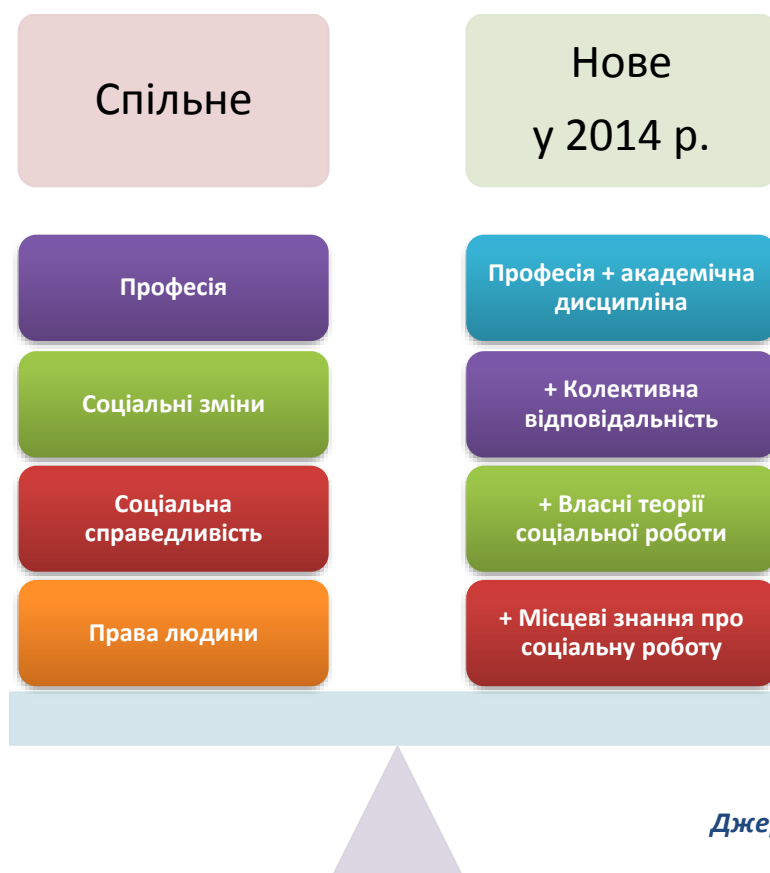 Спільне
Нове
у 2014 р.
Професія
Соціальні зміни
Соціальна
справедливість
Права людини
Професія + академічна
дисципліна
+ Колективна
відповідальність
+ Власні теорії
соціальної роботи
+ Місцеві знання про
соціальну роботу